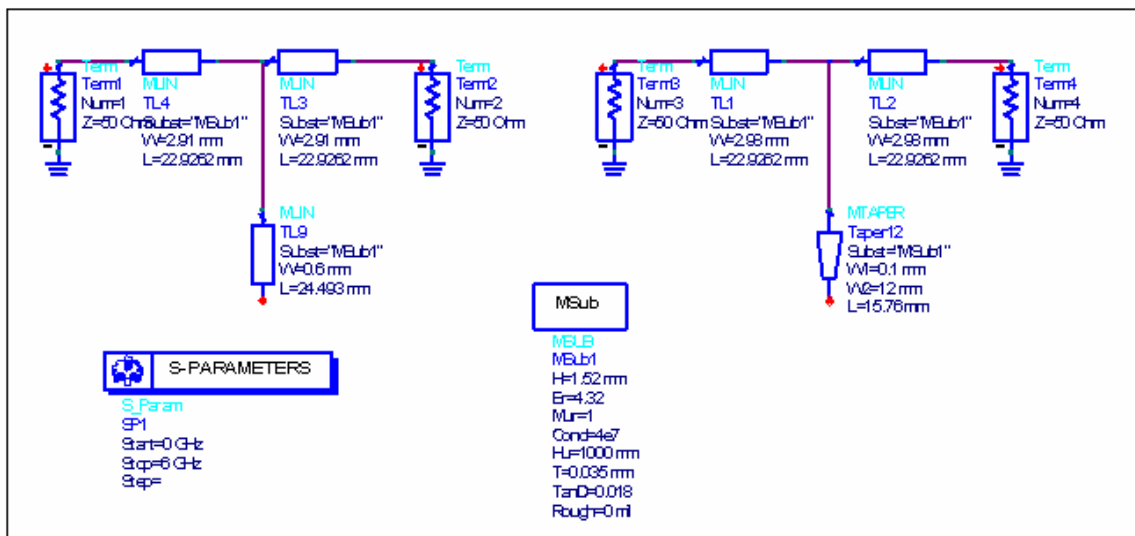 Term
Term1
Num=1
Z=50 Ohm
MLIN
TL4
Subst="MSub1"
W=2.91 mm
L=22.9262 mm
MLIN
TL3
Subst="MSub1"
W=2.91 mm
L=22.9262 mm
Term
Term2
Num=2
Z=50 Ohm
MLIN
TL9
Subst="MSub1"
W=0.6 mm
L=24.493 mm
Term
Term3
Num=3
Z=50 Ohm
MLIN
TL1
Subst="MSub1"
W=2.98 mm
L=22.9262 mm
MLIN
TL2
Subst="MSub1"
W=2.98 mm
L=22.9262 mm
Term
Term4
Num=4
Z=50 Ohm
MTAPER
Taper12
Subst="MSub1"
W1=0.1 mm
W2=12 mm
L=15.76 mm
S-PARAMETERS
S_Param
SP1
Start=0 GHz
Stop=6 GHz
Step=
MSub
MSUB
MSub1
H=1.52 mm
Er=4.32
Mur=1
Cond=4e7
Hu=1000 mm
T=0.035 mm
TanD=0.018
Rough=0 mil